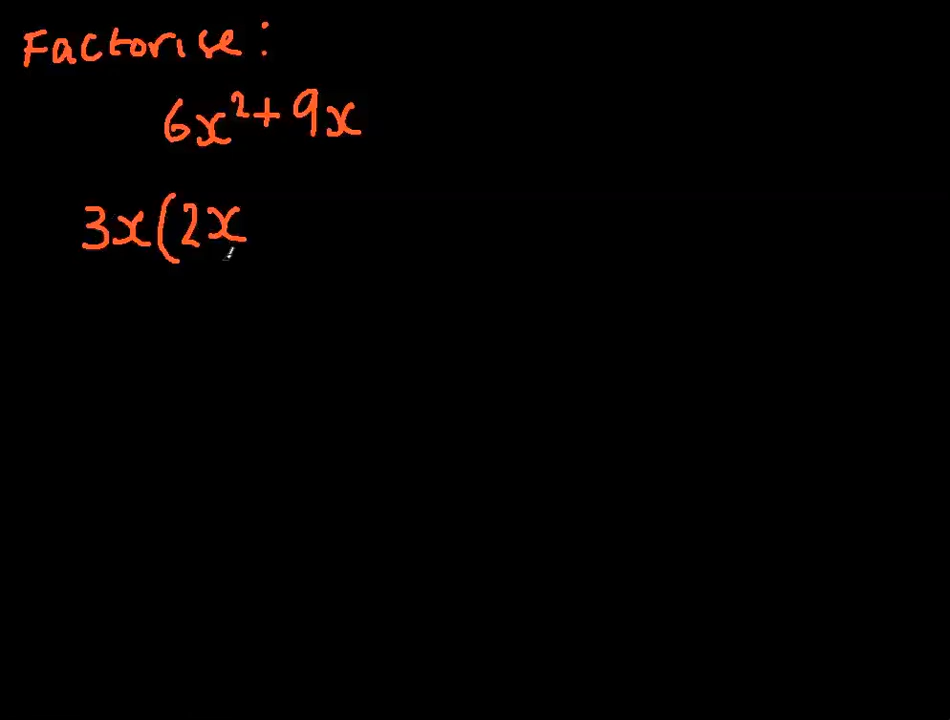 Factorise:
6x² + 9x
3x(2x